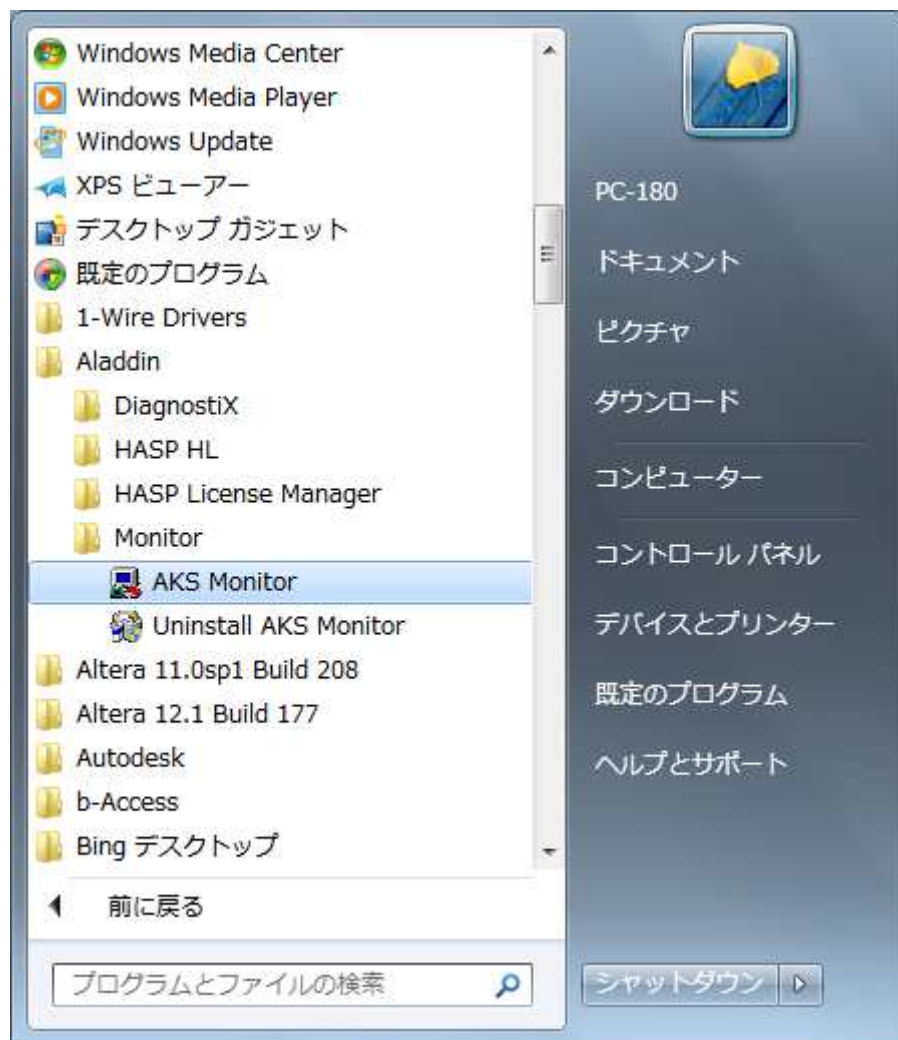 Windows Media Center
Windows Media Player
Windows Update
XPS ビューアー
デスクトップ ガジェット
既定のプログラム
1-Wire Drivers
Aladdin
DiagnostiX
HASP HL
HASP License Manager
Monitor
AKS Monitor
Uninstall AKS Monitor
Altera 11.0sp1 Build 208
Altera 12.1 Build 177
Autodesk
b-Access
Bing デスクトップ
前に戻る
プログラムとファイルの検索
PC-180
ドキュメント
ピクチャ
ダウンロード
コンピューター
コントロール パネル
デバイスとプリンター
既定のプログラム
ヘルプとサポート
シャットダウン